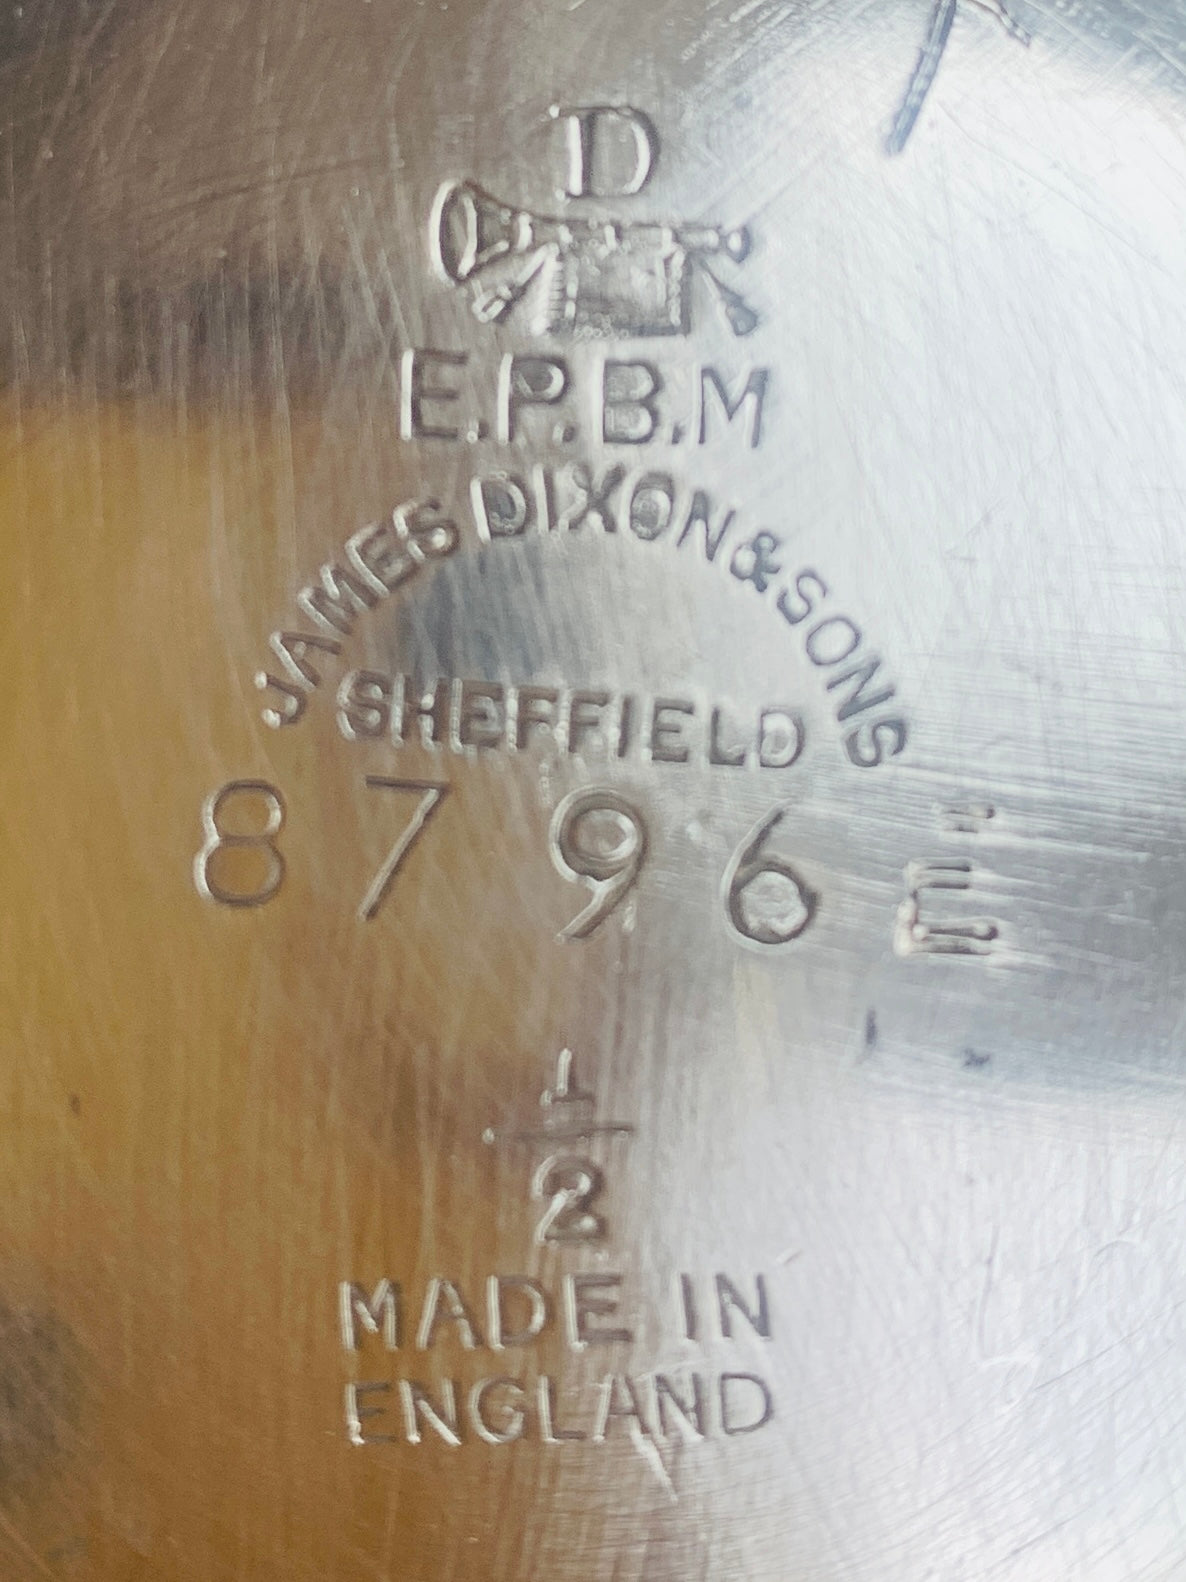 D
E.P.B.M
JAMES DIXON & SONS
SHEFFIELD
8796
1/2
MADE IN
ENGLAND